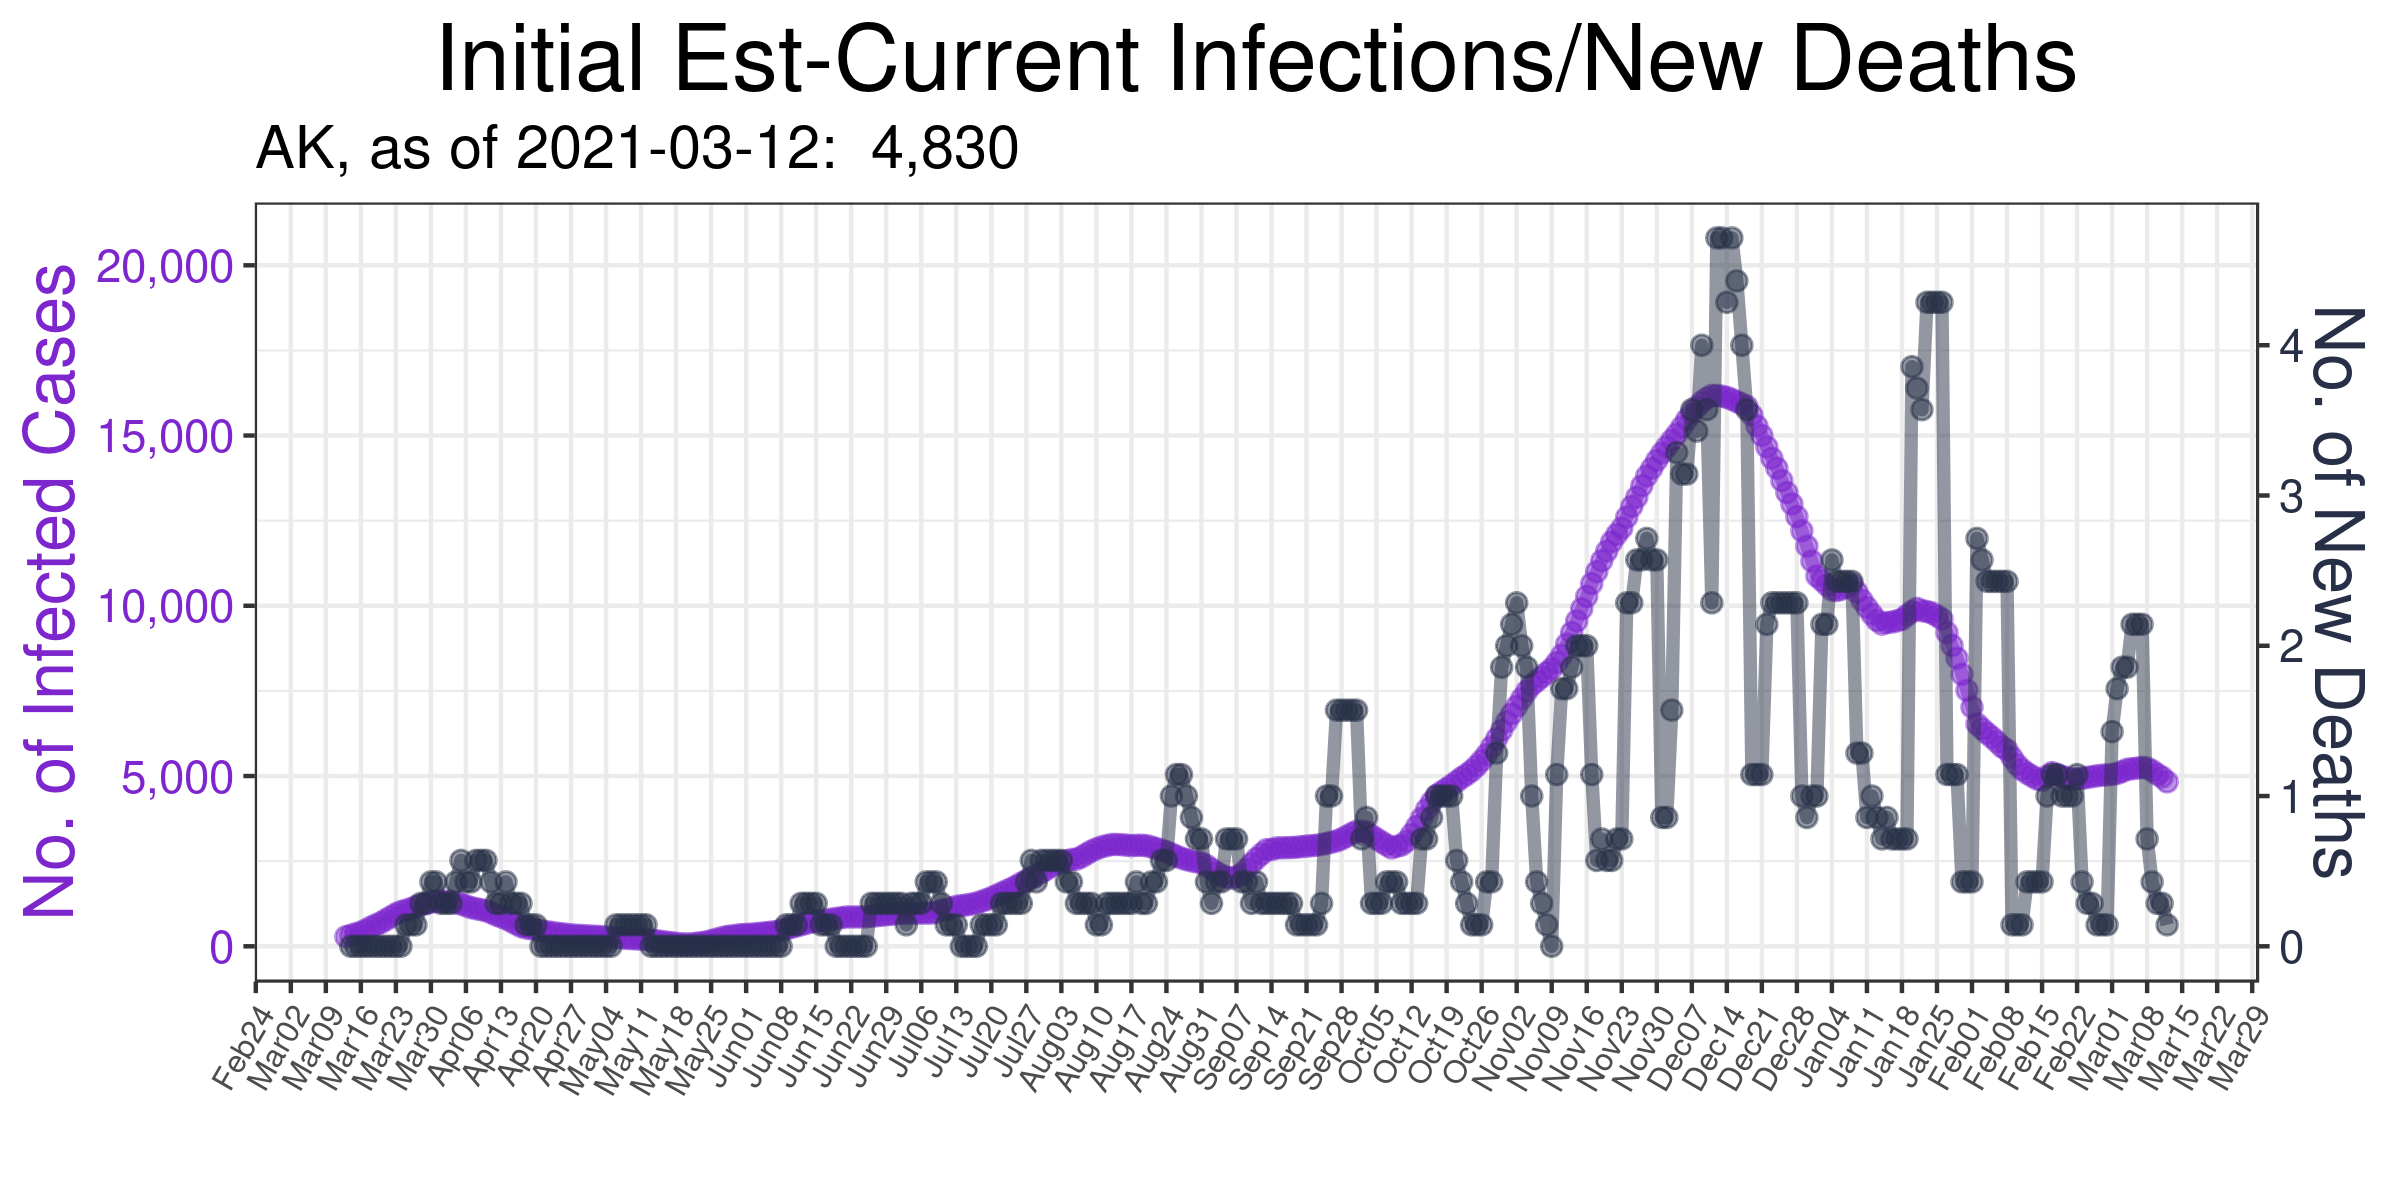 Initial Est-Current Infections/New Deaths
AK, as of 2021-03-12: 4,830
No. of Infected Cases
20,000
15,000
10,000
5,000
0
No. of New Deaths
4
3
2
1
0
Feb24
Mar02
Mar09
Mar16
Mar23
Mar30
Apr06
Apr13
Apr20
Apr27
May04
May11
May18
May25
Jun01
Jun08
Jun15
Jun22
Jun29
Jul06
Jul13
Jul20
Jul27
Aug03
Aug10
Aug17
Aug24
Aug31
Sep07
Sep14
Sep21
Sep28
Oct05
Oct12
Oct19
Oct26
Nov02
Nov09
Nov16
Nov23
Nov30
Dec07
Dec14
Dec21
Dec28
Jan04
Jan11
Jan18
Jan25
Feb01
Feb08
Feb15
Feb22
Mar01
Mar08
Mar15
Mar22
Mar29